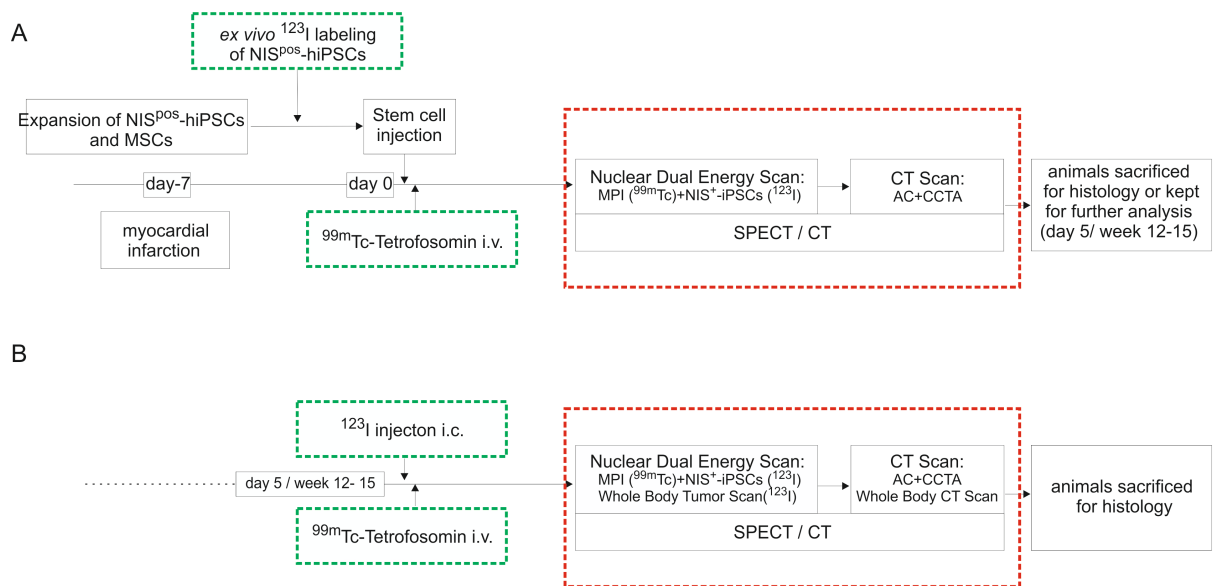 A
ex vivo ¹²³I labeling
of NISᵖᵒˢ-hiPSCs
Expansion of NISᵖᵒˢ-hiPSCs
and MSCs
Stem cell
injection
day-7
day 0
myocardial
infarction
⁹⁹ᵐTc-Tetrofosomin i.v.
Nuclear Dual Energy Scan:
MPI (⁹⁹ᵐTc)+NIS⁺-iPSCs (¹²³I)
CT Scan:
AC+CCTA
SPECT / CT
animals sacrificed
for histology or kept
for further analysis
(day 5/ week 12-15)
B
¹²³I injecton i.c.
day 5 / week 12- 15
⁹⁹ᵐTc-Tetrofosomin i.v.
Nuclear Dual Energy Scan:
MPI (⁹⁹ᵐTc)+NIS⁺-iPSCs (¹²³I)
Whole Body Tumor Scan(¹²³I)
CT Scan:
AC+CCTA
Whole Body CT Scan
SPECT / CT
animals sacrificed
for histology